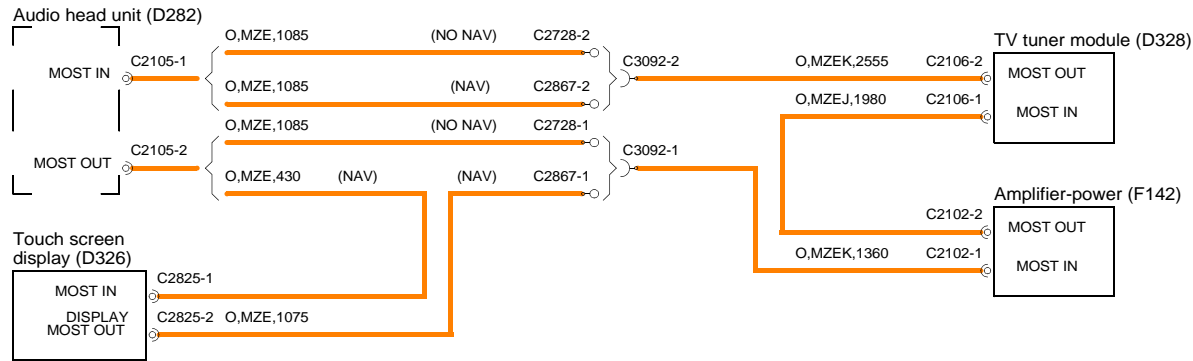 Audio head unit (D282)
MOST IN
C2105-1
O,MZE,1085 (NO NAV) C2728-2
O,MZE,1085 (NAV) C2867-2
C3092-2
O,MZEK,2555 C2106-2
TV tuner module (D328)
MOST OUT
O,MZEJ,1980 C2106-1
MOST IN
MOST OUT
C2105-2
O,MZE,1085 (NO NAV) C2728-1
O,MZE,430 (NAV)
(NAV) C2867-1
C3092-1
Amplifier-power (F142)
C2102-2
MOST OUT
O,MZEK,1360 C2102-1
MOST IN
Touch screen
display (D326)
MOST IN
C2825-1
DISPLAY
MOST OUT
C2825-2 O,MZE,1075